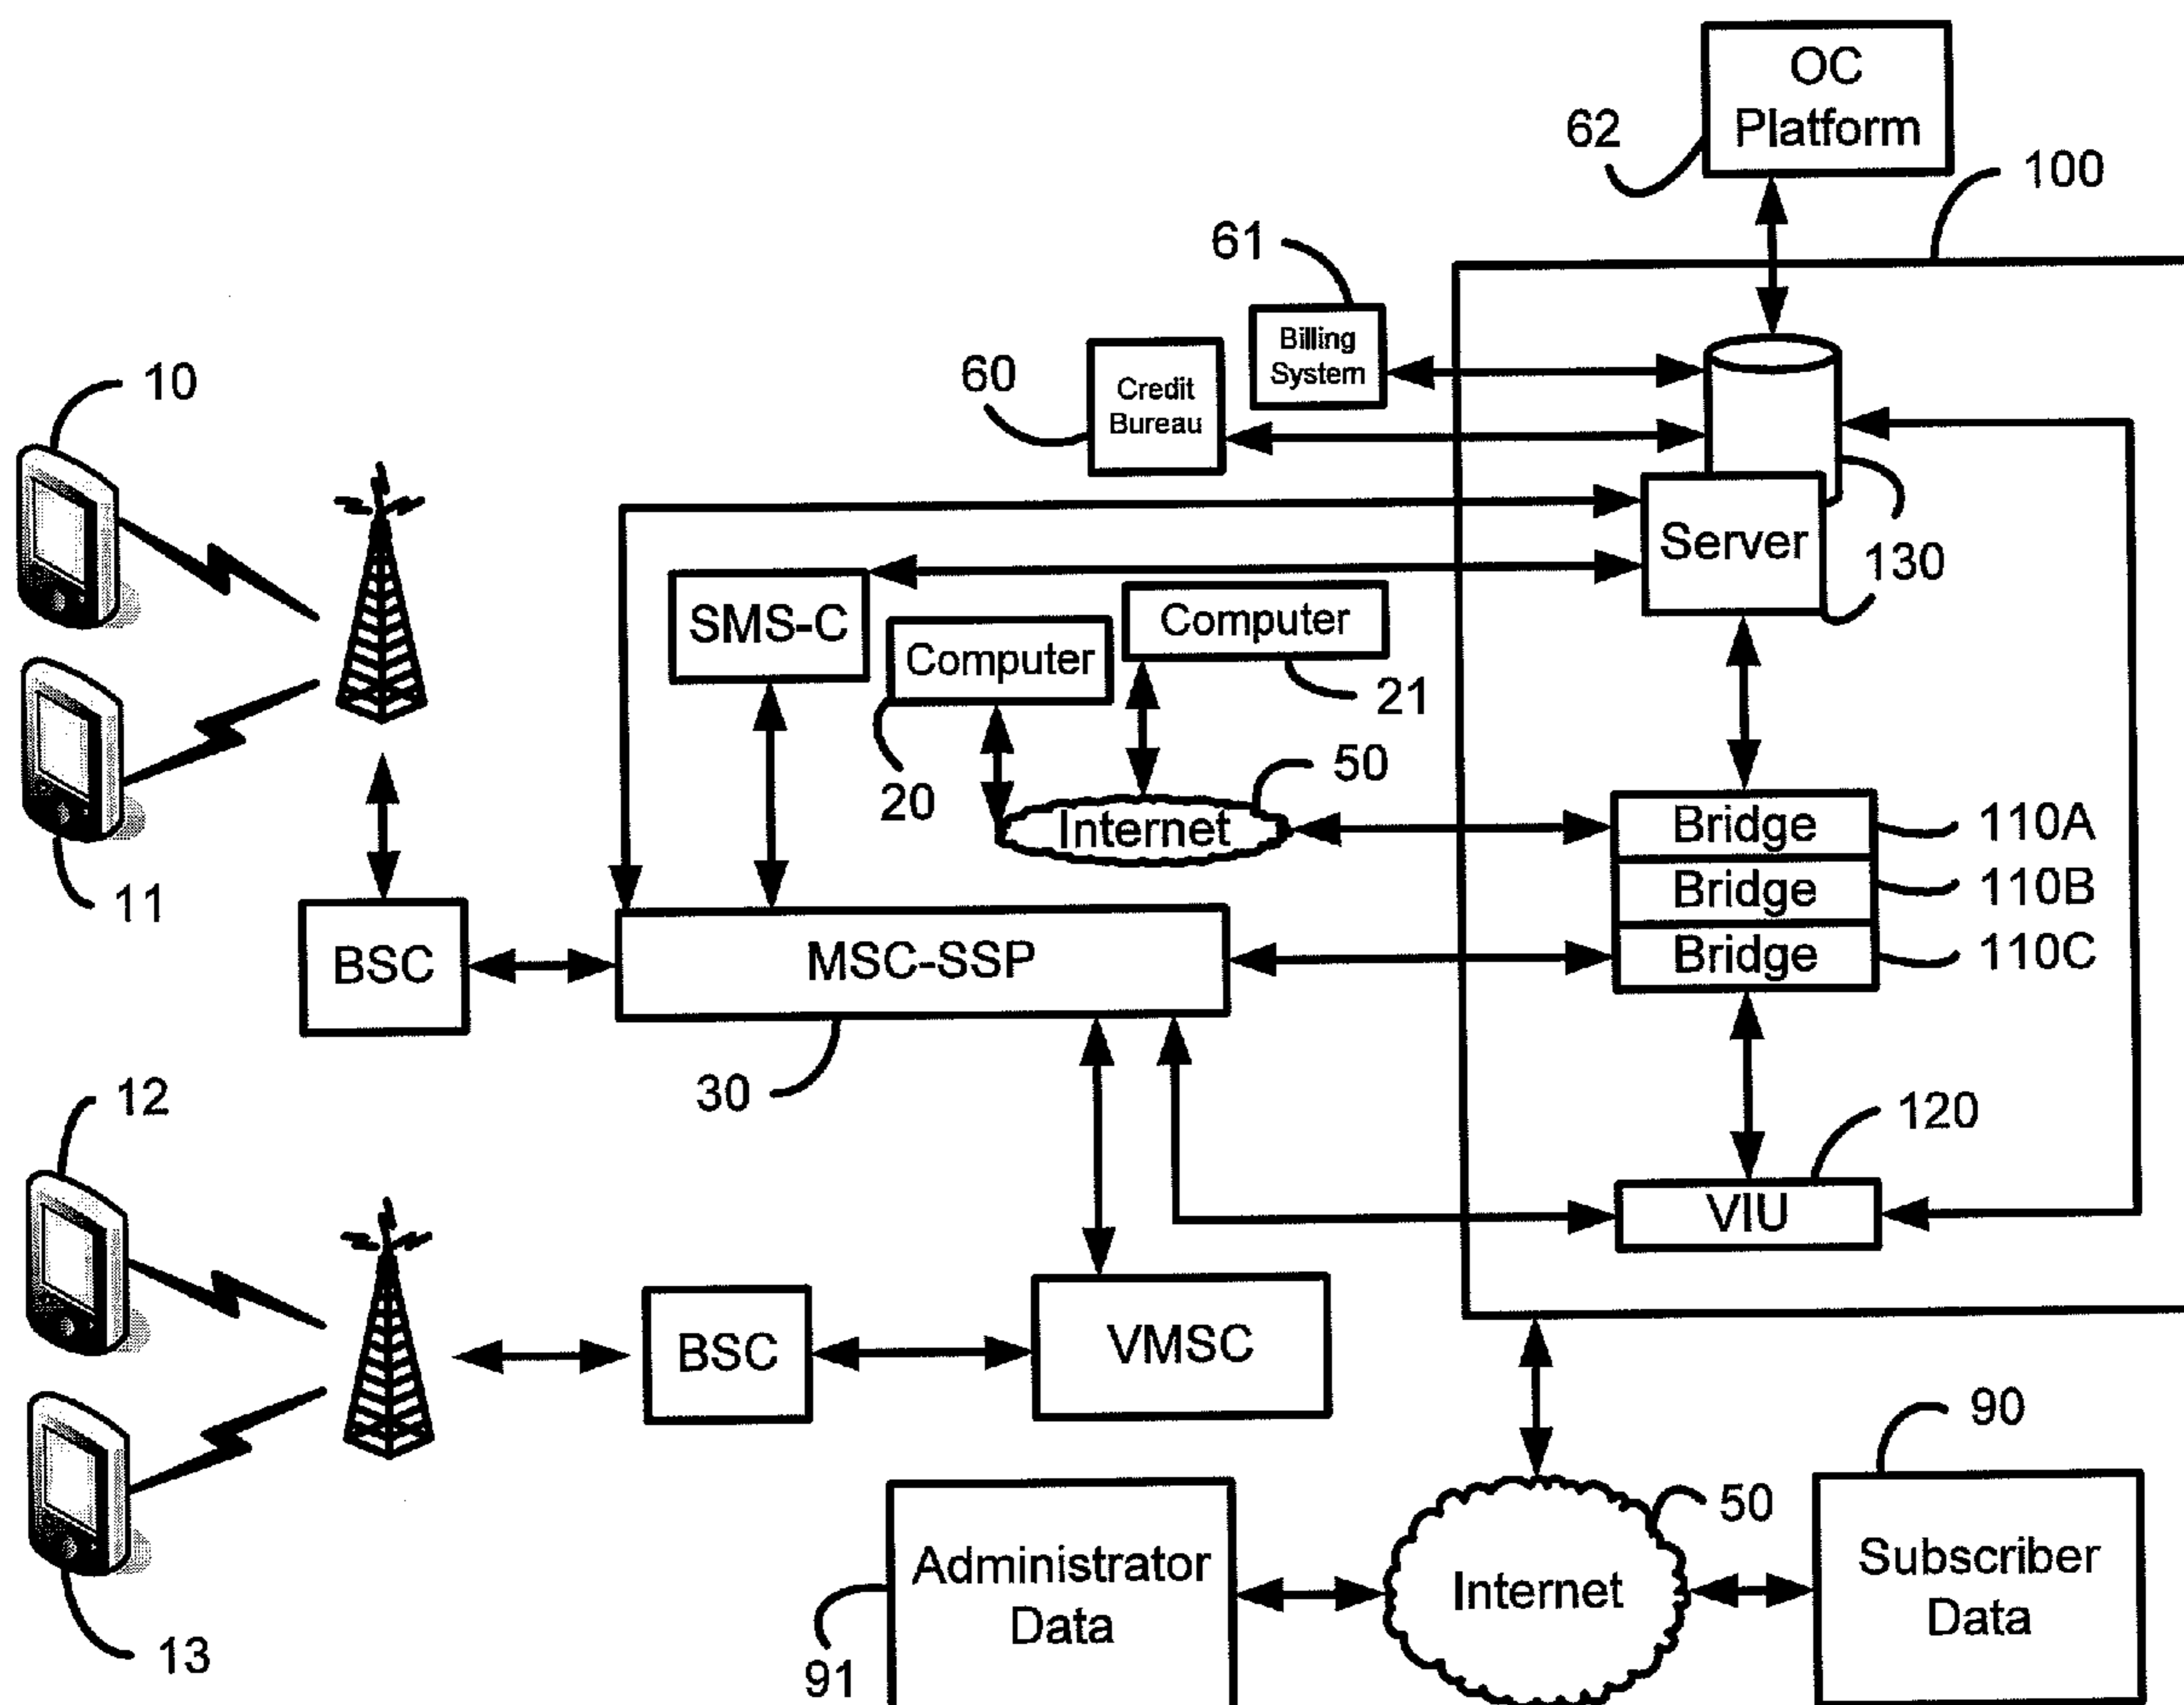 OC
Platform
62
100
61
Billing
System
60
Credit
Bureau
10
Server
130
SMS-C
Computer
Computer
21
20
50
Internet
Bridge
110A
Bridge
110B
Bridge
110C
11
BSC
MSC-SSP
30
12
120
VIU
BSC
VMSC
90
50
Administrator
Data
Internet
Subscriber
Data
13
91